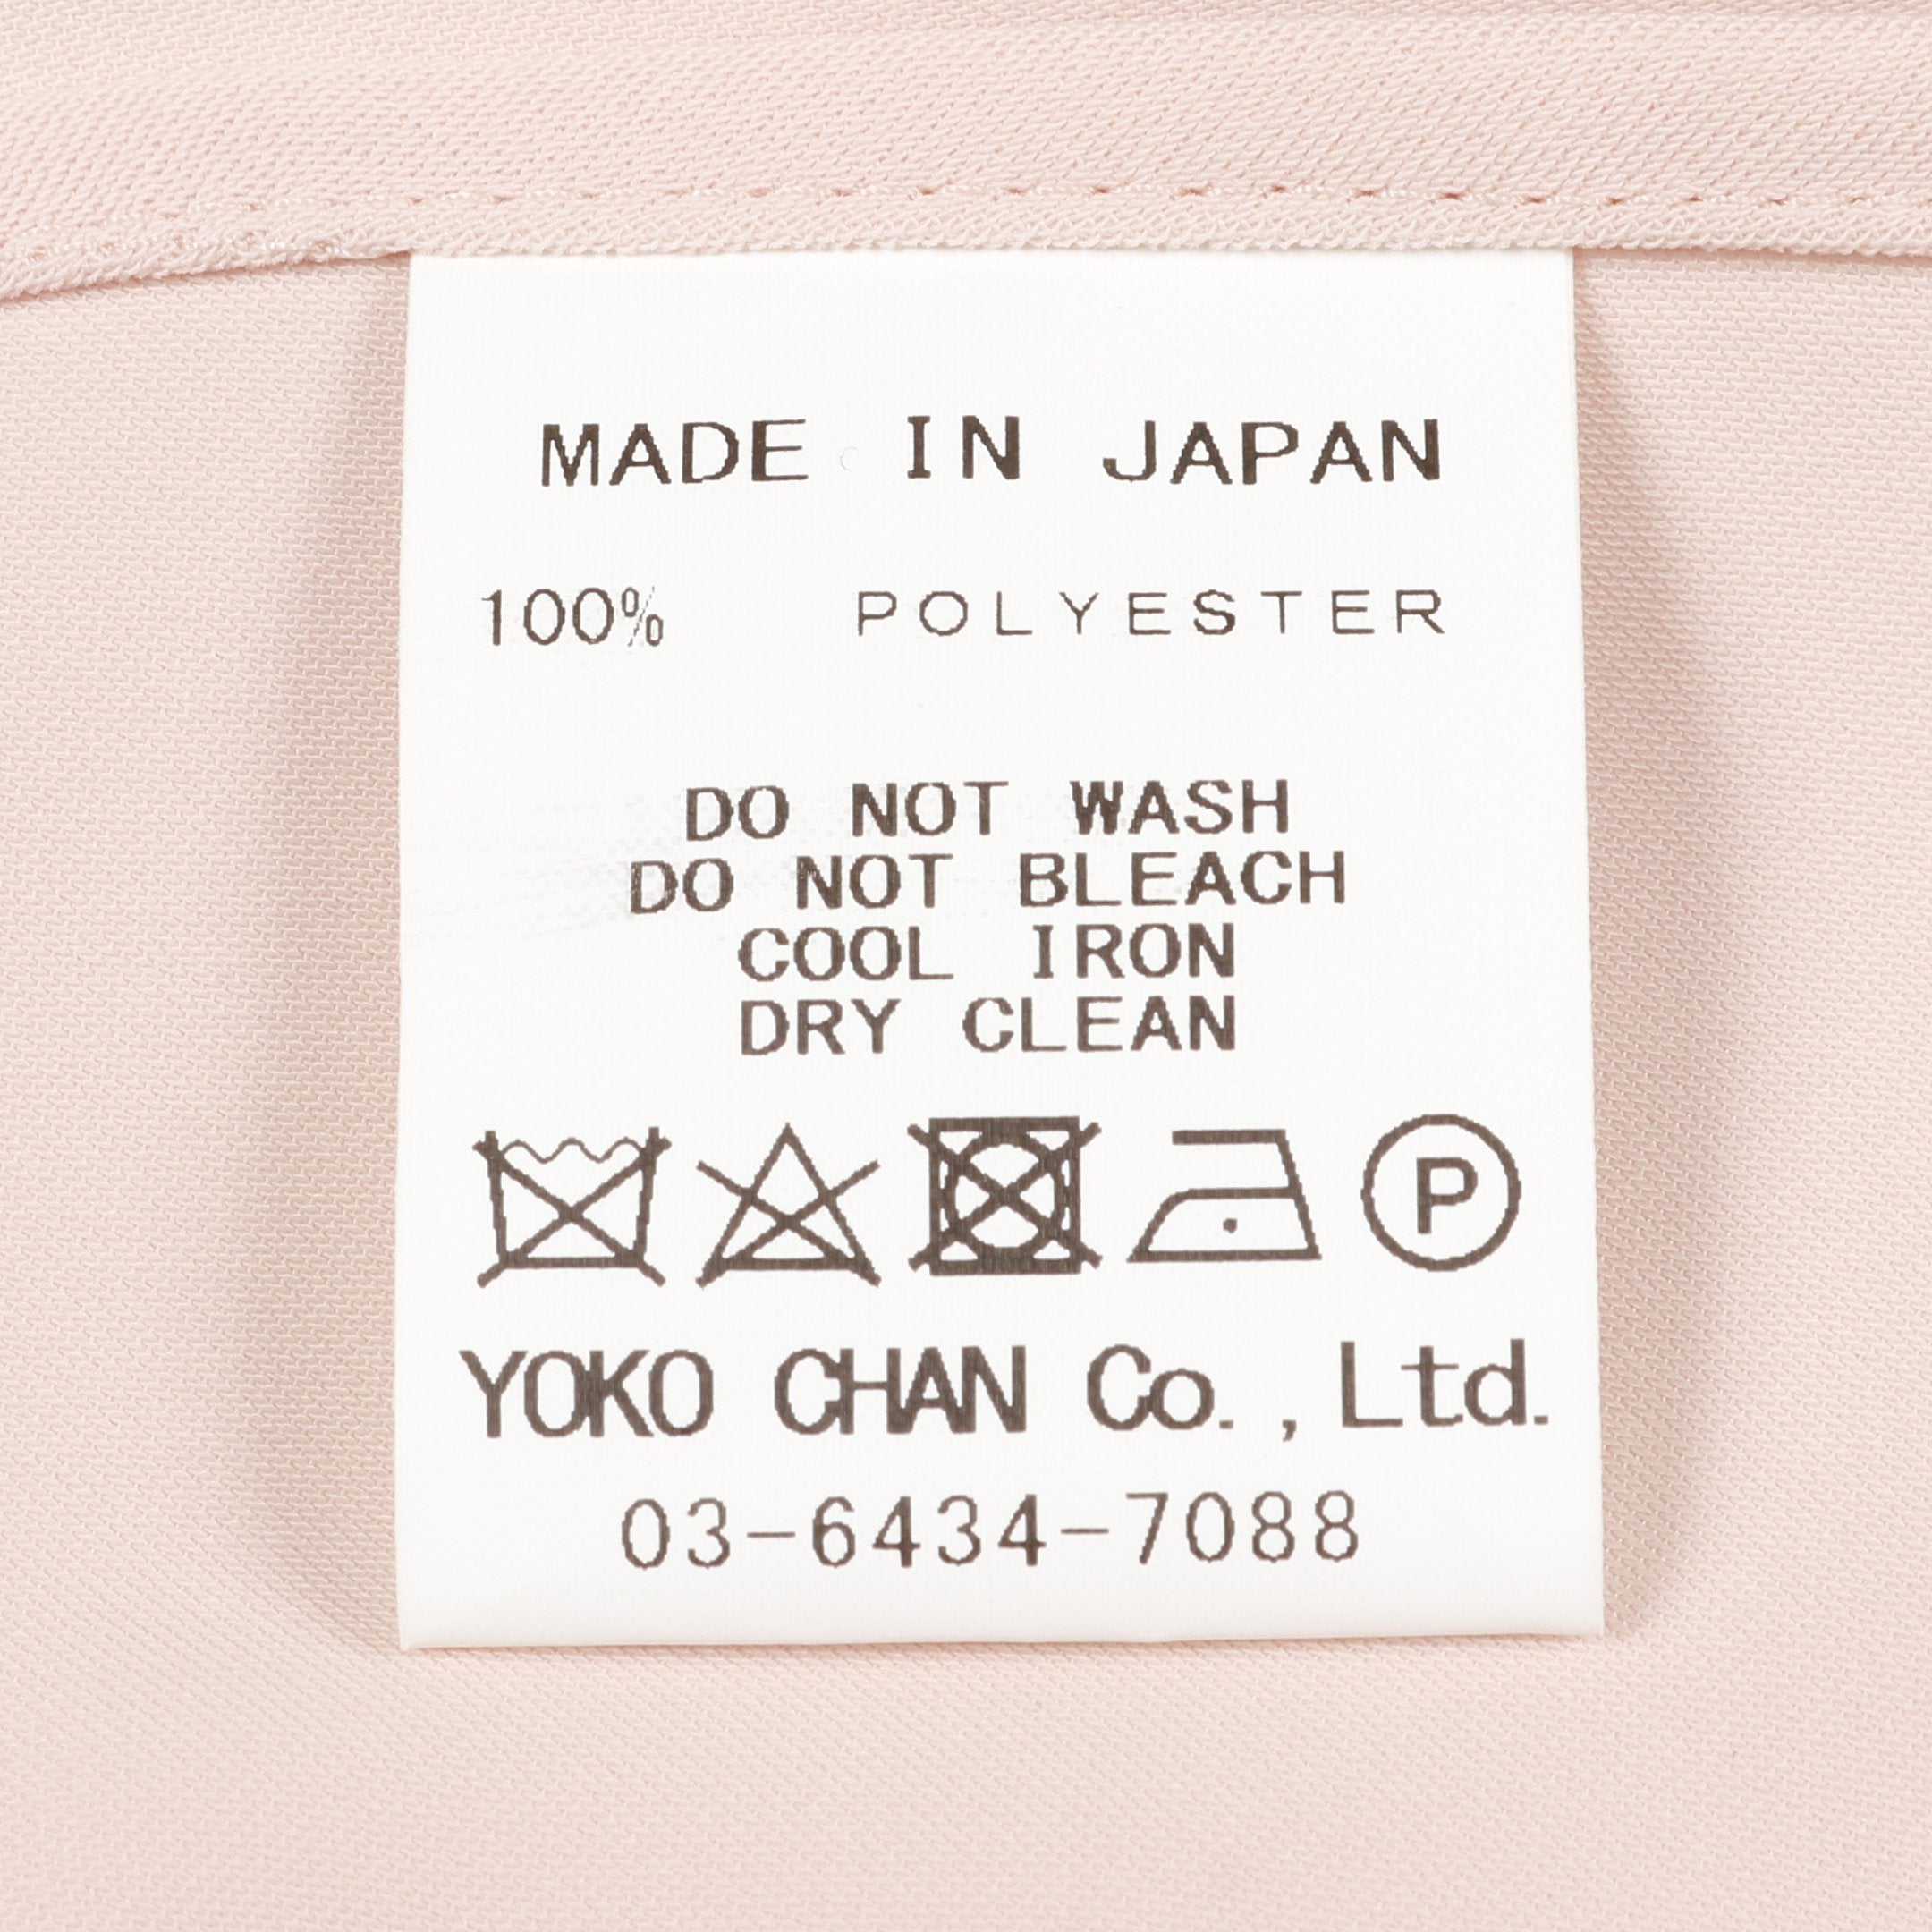 MADE IN JAPAN
100% POLYESTER
DO NOT WASH
DO NOT BLEACH
COOL IRON
DRY CLEAN
P
YOKO CHAN Co., Ltd.
03-6434-7088